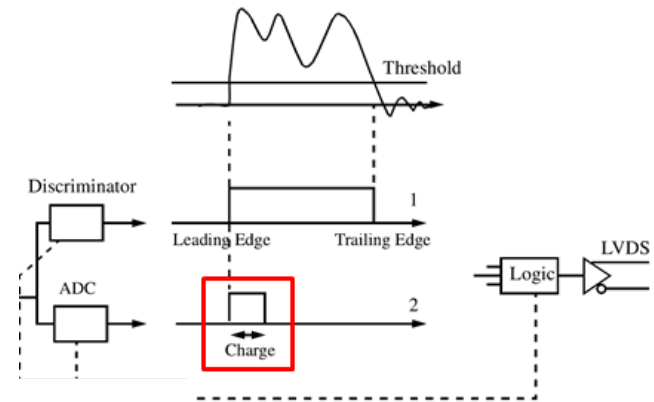 Threshold
Discriminator
1
Leading Edge
Trailing Edge
LVDS
Logic
ADC
2
Charge